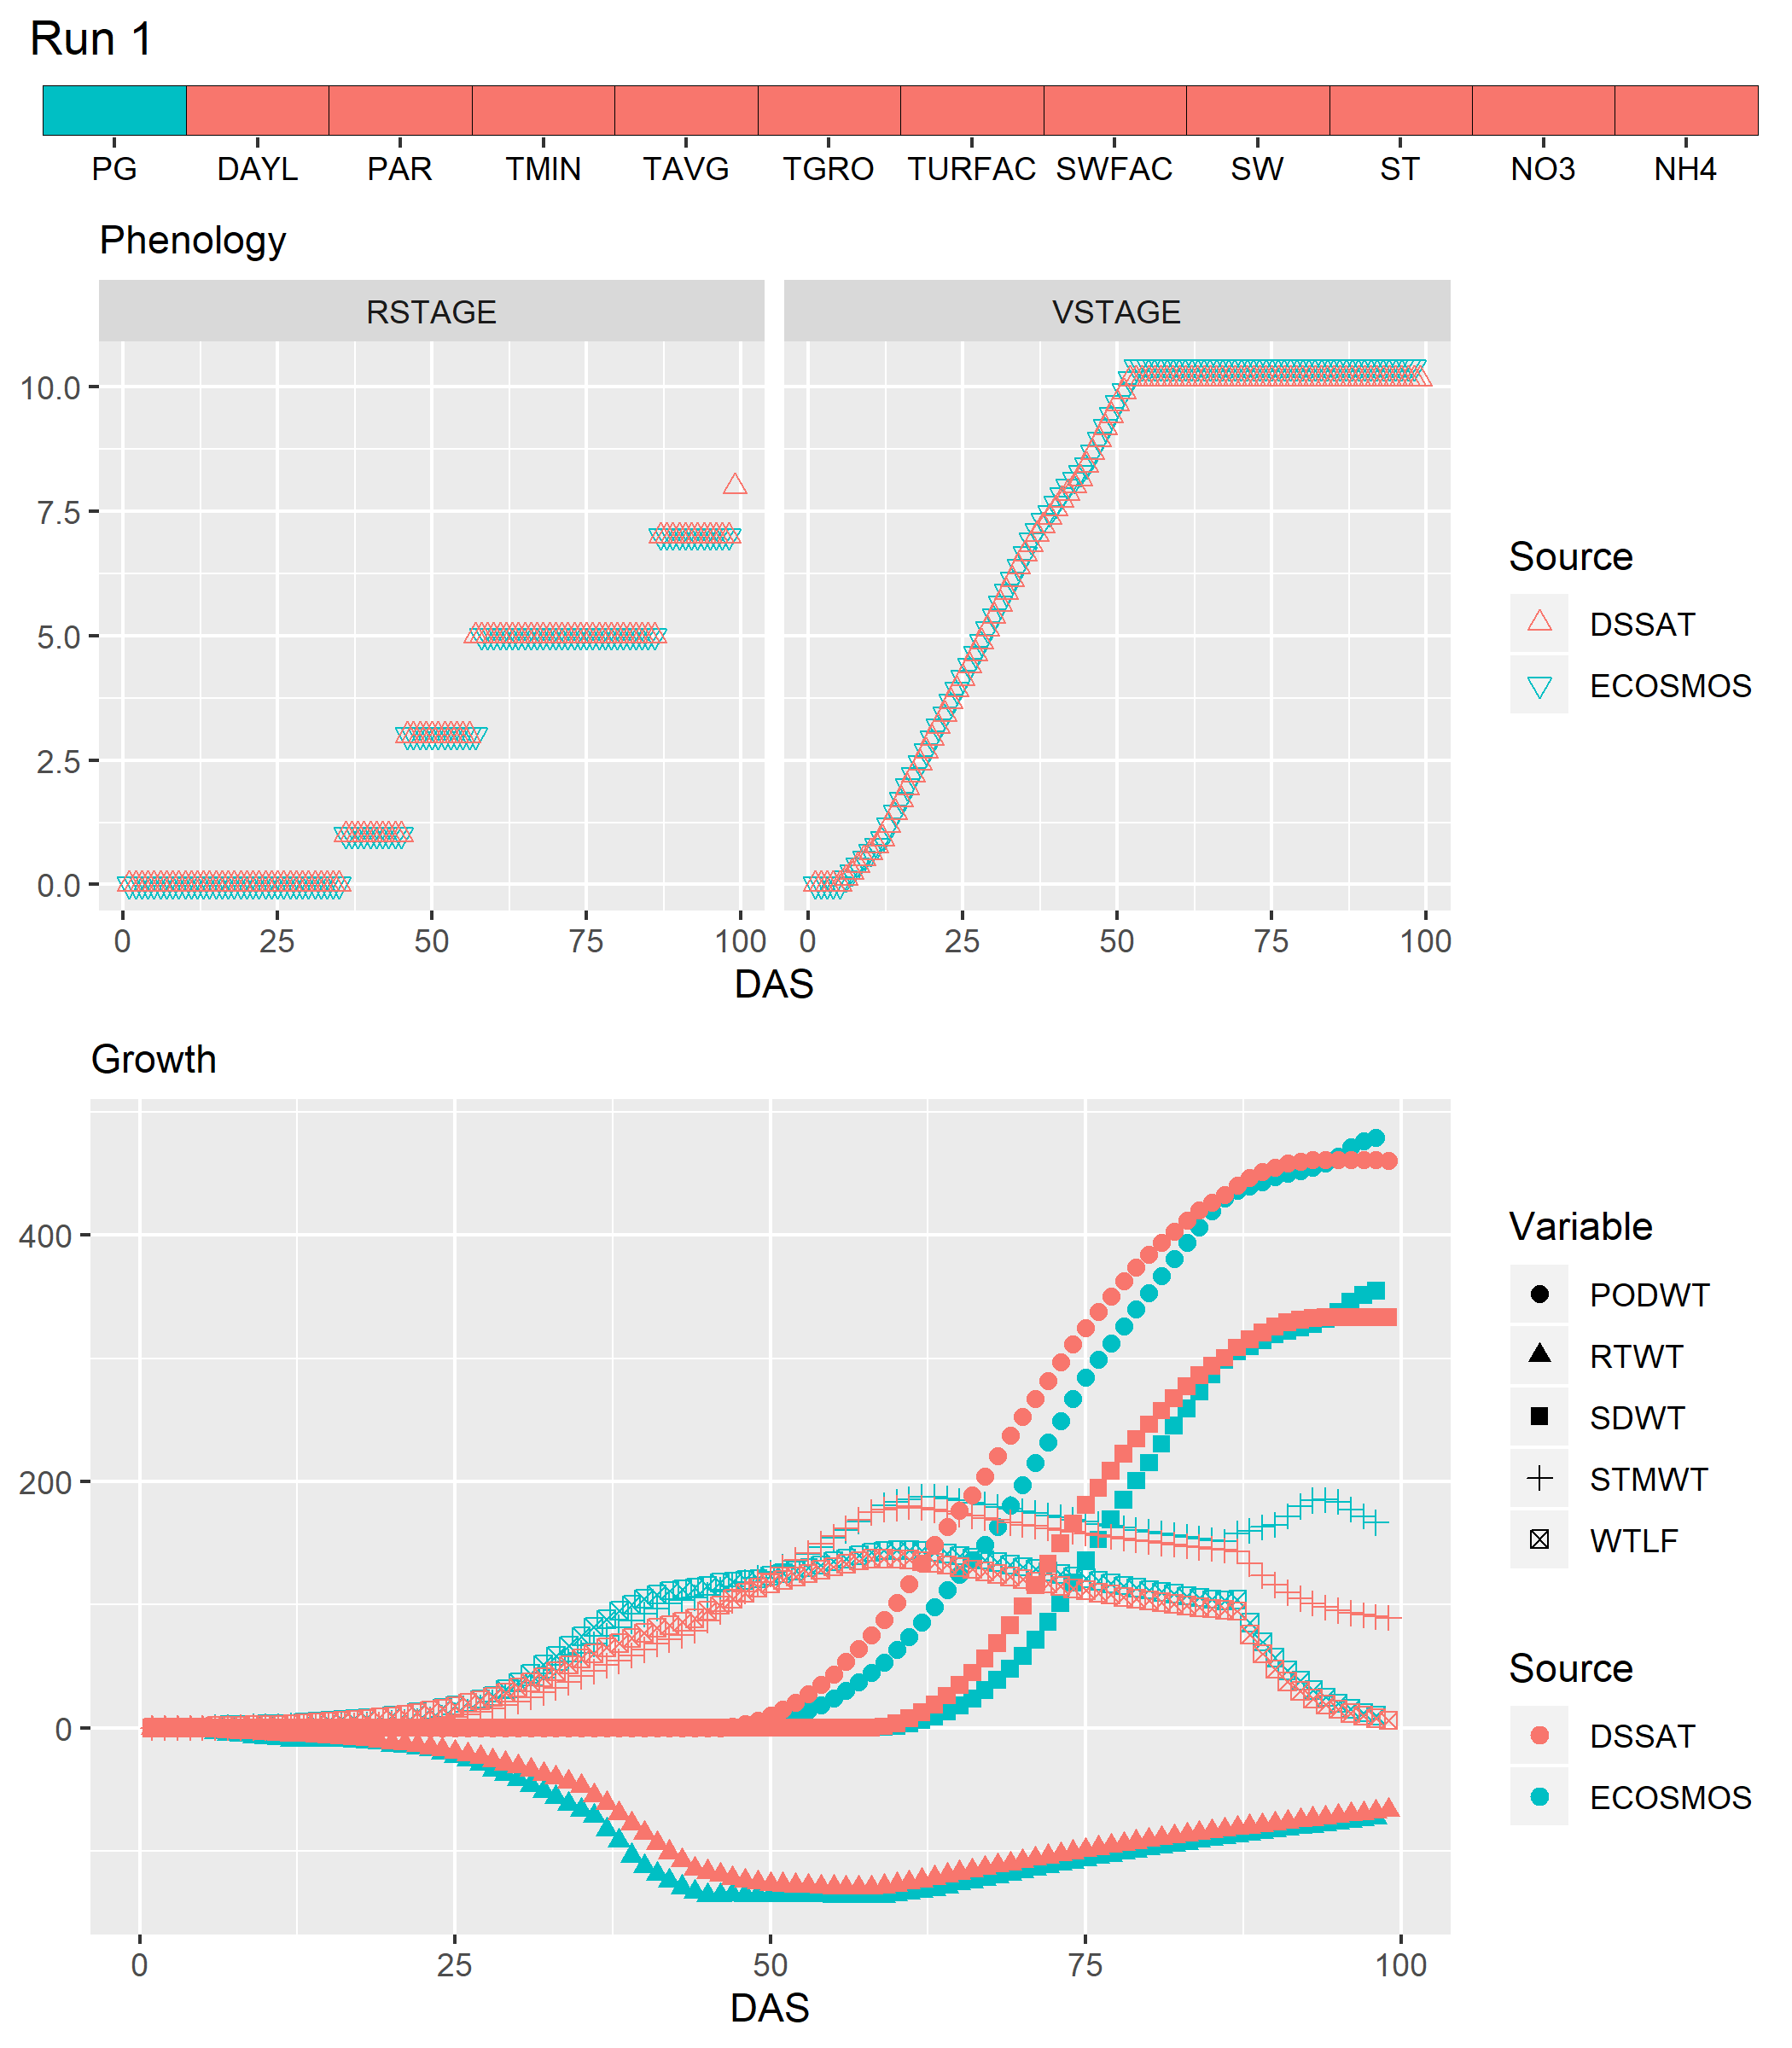 Run 1
PG DAYL PAR TMIN TAVG TGRO TURFAC SWFAC SW ST NO3 NH4
Phenology
RSTAGE VSTAGE
10.0
7.5
5.0
2.5
0.0
0 25 50 75 100 0 25 50 75 100
DAS
Source
DSSAT
ECOSMOS
Growth
400
200
0
0 25 50 75 100
DAS
Variable
PODWT
RTWT
SDWT
STMWT
WTLF
Source
DSSAT
ECOSMOS